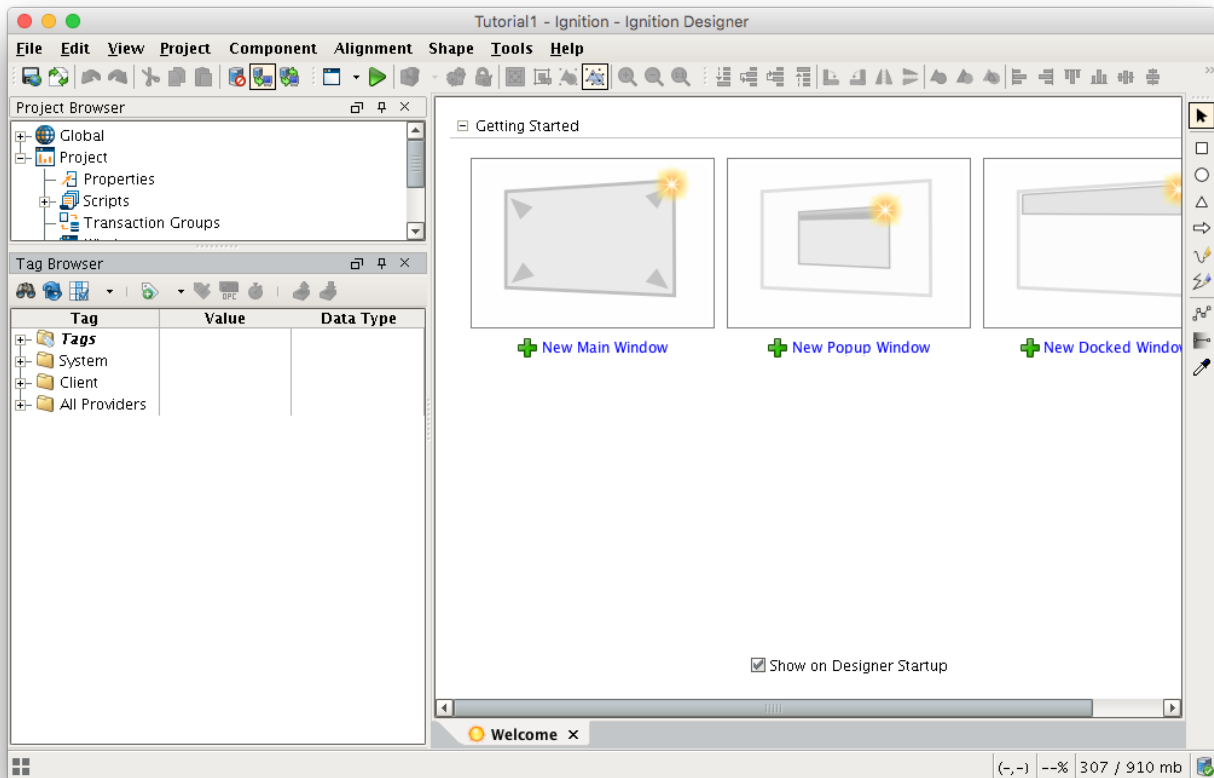 Tutorial1 - Ignition - Ignition Designer
File Edit View Project Component Alignment Shape Tools Help
Project Browser
Global
Project
Properties
Scripts
Transaction Groups
Tag Browser
OPC
Tag Value Data Type
Tags
System
Client
All Providers
Getting Started
New Main Window New Popup Window New Docked Window
Show on Designer Startup
Welcome
(-,-) --% 307 / 910 mb